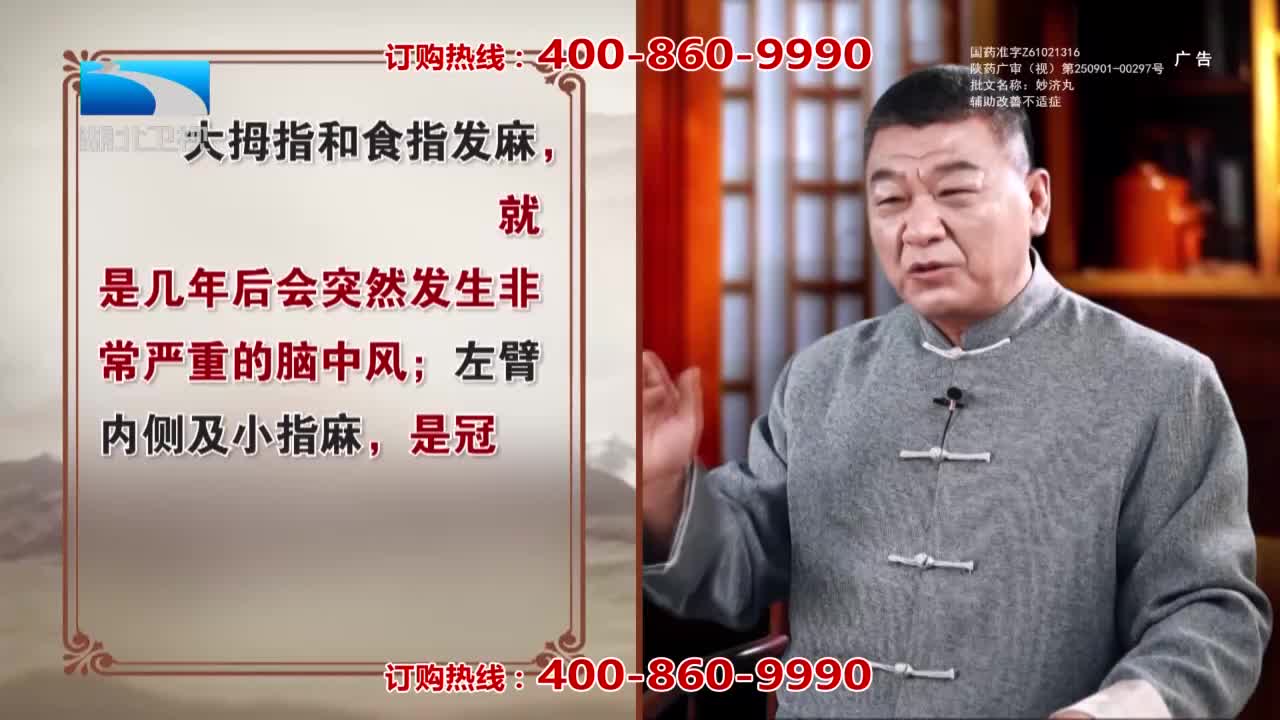 订购热线：400-860-9990
国药准字Z61021316
陕药广审（视）第250901-00297号
批文名称：妙济丸
辅助改善不适症
广告
湖北卫视
大拇指和食指发麻，
就
是几年后会突然发生非
常严重的脑中风；左臂
内侧及小指麻，是冠
订购热线：400-860-9990